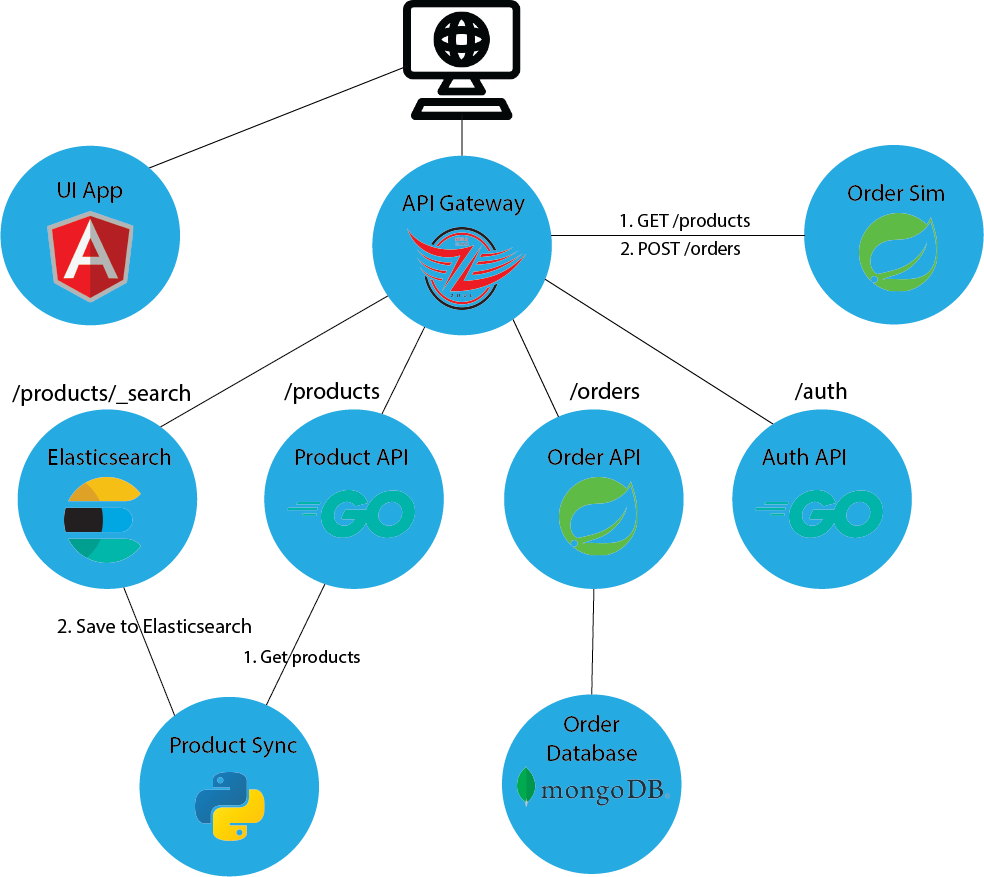 UI App
API Gateway
Order Sim
1. GET /products
2. POST /orders
/products/_search
/products
/orders
/auth
Elasticsearch
Product API
Order API
Auth API
GO
GO
2. Save to Elasticsearch
1. Get products
Product Sync
Order
Database
mongoDB